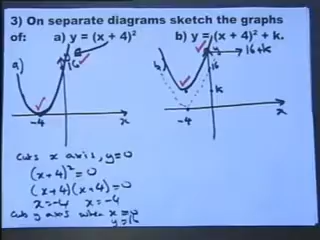 3) On separate diagrams sketch the graphs
of: a) y = (x + 4)² b) y = (x + 4)² + k.
a)
16
-4
x
b)
y
16+k
16
k
-4
x
cuts x axis, y=0
(x+4)²=0
(x+4)(x+4)=0
x=-4 x=-4
cuts y axis when x=0
y=16